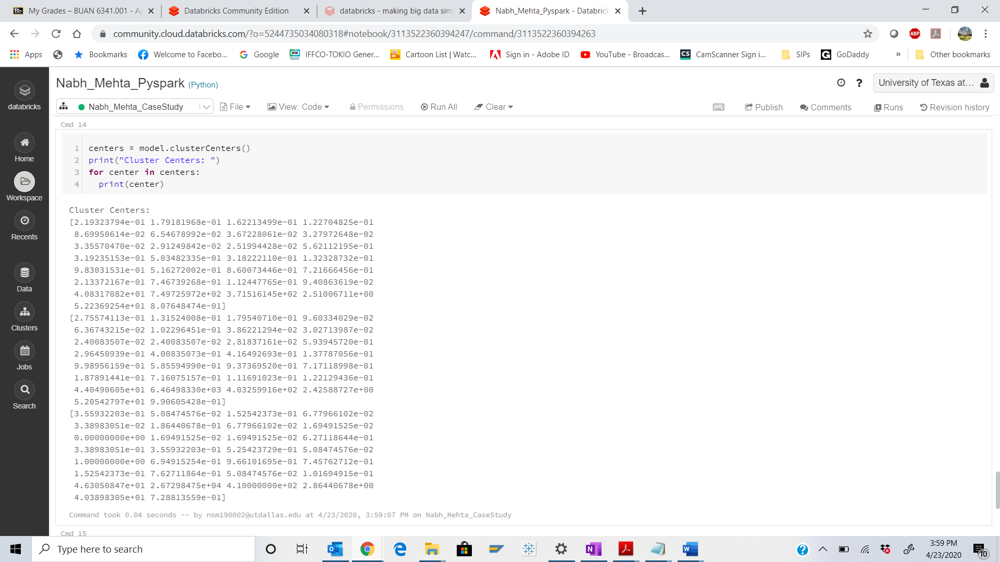 My Grades – BUAN 6341.001 - Ap
Databricks Community Edition
databricks - making big data sim
Nabh_Mehta_Pyspark - Databrick
community.cloud.databricks.com/?o=5244735034080318#notebook/3113522360394247/command/3113522360394263
Apps
Bookmarks
Welcome to Facebo...
Google
IFFCO-TOKIO Gener...
Cartoon List | Watc...
Sign in - Adobe ID
YouTube - Broadcas...
CamScanner Sign i...
SIPs
GoDaddy
»
Other bookmarks
Nabh_Mehta_Pyspark (Python)
University of Texas at...
databricks
Nabh_Mehta_CaseStudy
File
View: Code
Permissions
Run All
Clear
Publish
Comments
Runs
Revision history
Home
Workspace
Recents
Data
Clusters
Jobs
Search
Cmd 14
1 centers = model.clusterCenters()
2 print("Cluster Centers: ")
3 for center in centers:
4 print(center)
Cluster Centers:
[2.19323794e-01 1.79181968e-01 1.62213499e-01 1.22704825e-01
8.69950614e-02 6.54678992e-02 3.67228061e-02 3.27972648e-02
3.35570470e-02 2.91249842e-02 2.51994428e-02 5.62112195e-01
3.19235153e-01 5.03482335e-01 3.18222110e-01 1.32328732e-01
9.83031531e-01 5.16272002e-01 8.60073446e-01 7.21666456e-01
2.13372167e-01 7.46739268e-01 1.12447765e-01 9.40863619e-02
4.08317082e+01 7.49725972e+02 3.71516145e+02 2.51006711e+00
5.22369254e+01 8.07648474e-01]
[2.75574113e-01 1.31524008e-01 1.79540710e-01 9.60334029e-02
6.36743215e-02 1.02296451e-01 3.86221294e-02 3.02713987e-02
2.40083507e-02 2.40083507e-02 2.81837161e-02 5.93945720e-01
2.96450939e-01 4.00835073e-01 4.16492693e-01 1.37787056e-01
9.98956159e-01 5.85594990e-01 9.37369520e-01 7.17118998e-01
1.87891441e-01 7.16075157e-01 1.11691023e-01 1.22129436e-01
4.40490605e+01 6.46498330e+03 4.03259916e+02 2.42588727e+00
5.20542797e+01 9.90605428e-01]
[3.55932203e-01 5.08474576e-02 1.52542373e-01 6.77966102e-02
3.38983051e-02 1.86440678e-01 6.77966102e-02 1.69491525e-02
0.00000000e+00 1.69491525e-02 1.69491525e-02 6.27118644e-01
3.38983051e-01 3.55932203e-01 5.25423729e-01 5.08474576e-02
1.00000000e+00 6.94915254e-01 9.66101695e-01 7.45762712e-01
1.52542373e-01 7.62711864e-01 5.08474576e-02 1.01694915e-01
4.63050847e+01 2.67298475e+04 4.10000000e+02 2.86440678e+00
4.03898305e+01 7.28813559e-01]
Command took 0.04 seconds -- by nsm190002@utdallas.edu at 4/23/2020, 3:59:07 PM on Nabh_Mehta_CaseStudy
Cmd 15
Type here to search
3:59 PM
4/23/2020
10